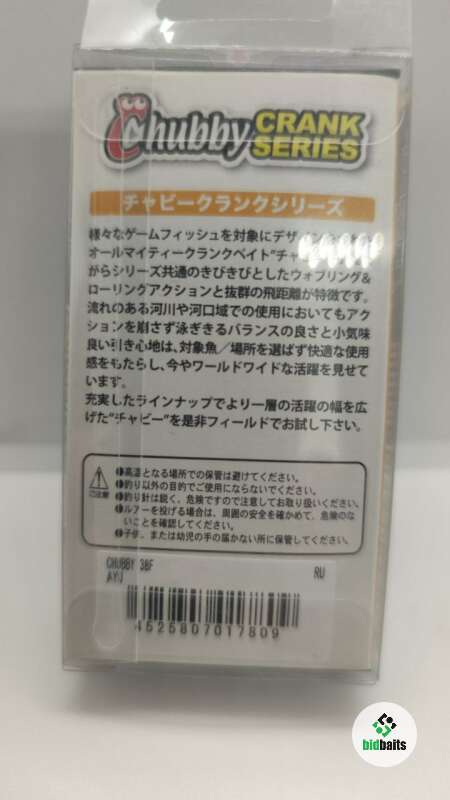 Chubby CRANK SERIES
チャビークランクシリーズ
様々なゲームフィッシュを対象にデザ
オールマイティークランクベイト"チャ
がらシリーズ共通のきびきびとしたウォブリング&
ローリングアクションと抜群の飛距離が特徴です。
流れのある河川や河口域での使用においてもアク
ションを崩さず泳ぎきるバランスの良さと小気味
良い引き心地は、対象魚／場所を選ばず快適な使用
感をもたらし、今やワールドワイドな活躍を見せて
います。
充実したラインナップでより一層の活躍の幅を広
げた"チャビー"を是非フィールドでお試し下さい。
ご注意
❶高温となる場所での保管は避けてください。
❷釣り以外の目的でご使用にならないでください。
❸釣り針は鋭く、危険ですので注意してお取り扱いください。
❹ルアーを投げる場合は、周囲の安全を確かめて、危険のな
いことを確認してください。
❺子供、または幼児の手の届かない所に保管してください。
CHUBBY 38F
AYU RU
4525807017809
bidbaits